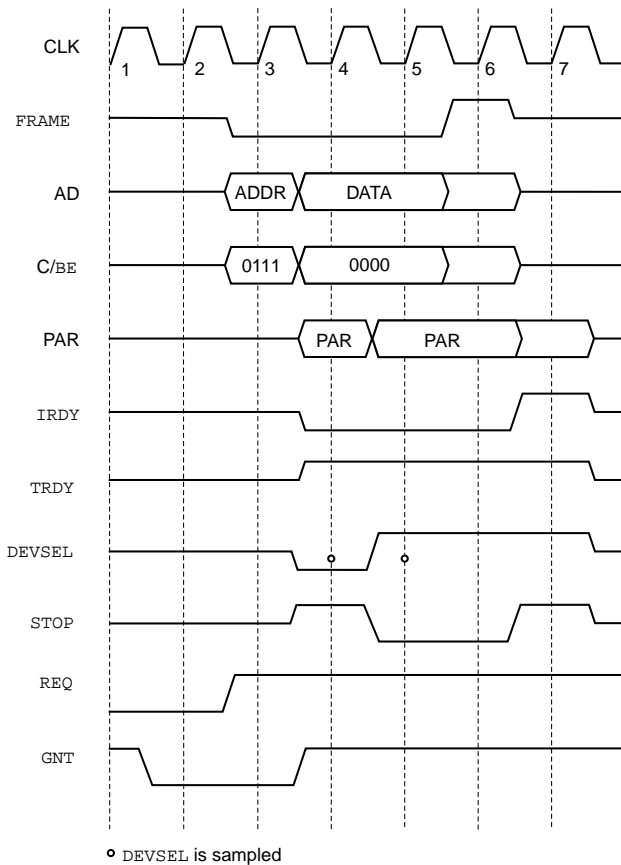 CLK
1 2 3 4 5 6 7
FRAME
AD ADDR DATA
C/BE 0111 0000
PAR PAR PAR
IRDY
TRDY
DEVSEL
STOP
REQ
GNT
DEVSEL is sampled